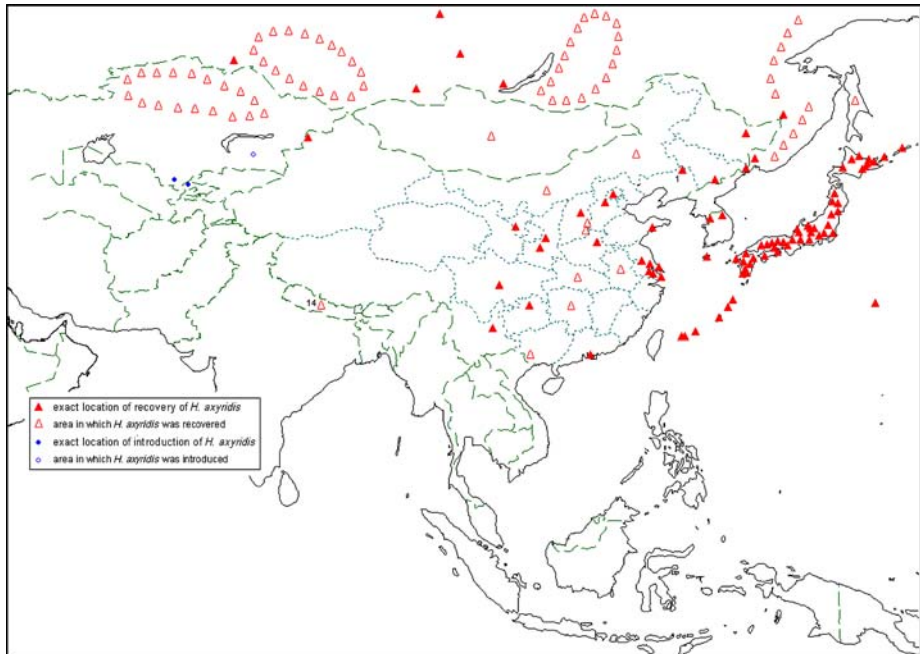 1
14
exact location of recovery of H. axyridis
area in which H. axyridis was recovered
exact location of introduction of H. axyridis
area in which H. axyridis was introduced